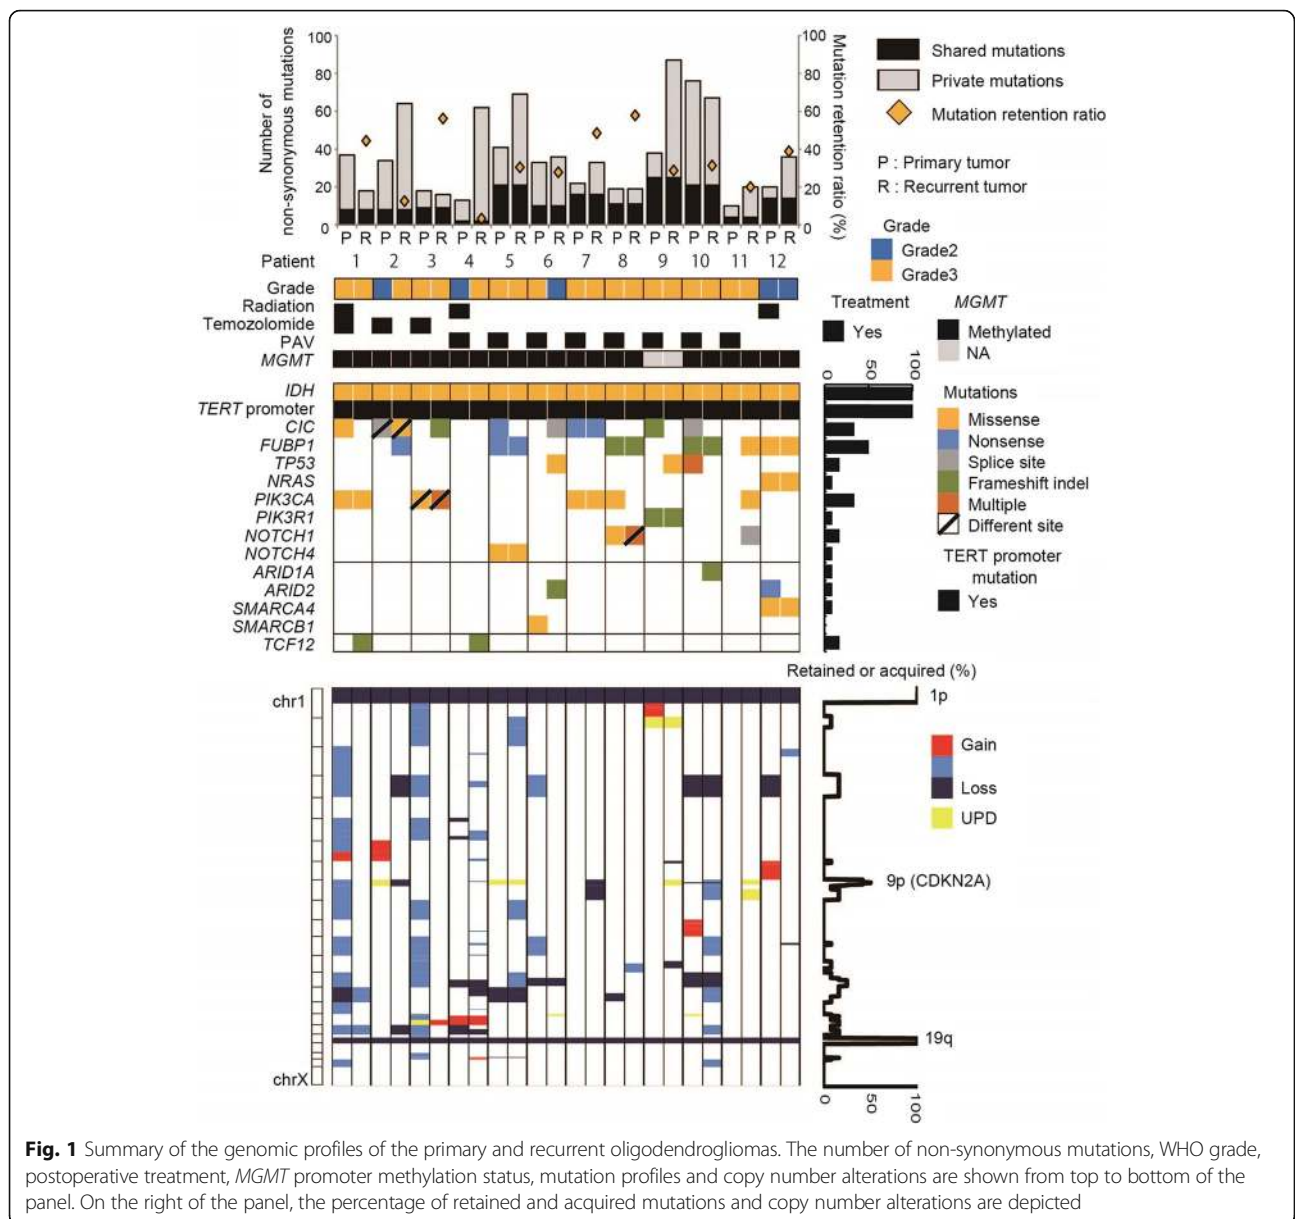 Number of
non-synonymous mutations
100
80
60
40
20
0
100
80
60
40
20
0
Mutation retention ratio
ratio (%)
Shared mutations
Private mutations
Mutation retention ratio
P : Primary tumor
R : Recurrent tumor
P R P R P R P R P R P R P R P R P R P R P R P R
Patient 1 2 3 4 5 6 7 8 9 10 11 12
Grade
Grade2
Grade3
Grade
Radiation
Temozolomide
PAV
MGMT
Treatment
Yes
MGMT
Methylated
NA
0 50 100
IDH
TERT promoter
CIC
FUBP1
TP53
NRAS
PIK3CA
PIK3R1
NOTCH1
NOTCH4
ARID1A
ARID2
SMARCA4
SMARCB1
TCF12
Mutations
Missense
Nonsense
Splice site
Frameshift indel
Multiple
Different site
TERT promoter
mutation
Yes
Retained or acquired (%)
chr1
chrX
1p
9p (CDKN2A)
19q
Gain
Loss
UPD
0 50 100
Fig. 1 Summary of the genomic profiles of the primary and recurrent oligodendrogliomas. The number of non-synonymous mutations, WHO grade,
postoperative treatment, MGMT promoter methylation status, mutation profiles and copy number alterations are shown from top to bottom of the
panel. On the right of the panel, the percentage of retained and acquired mutations and copy number alterations are depicted